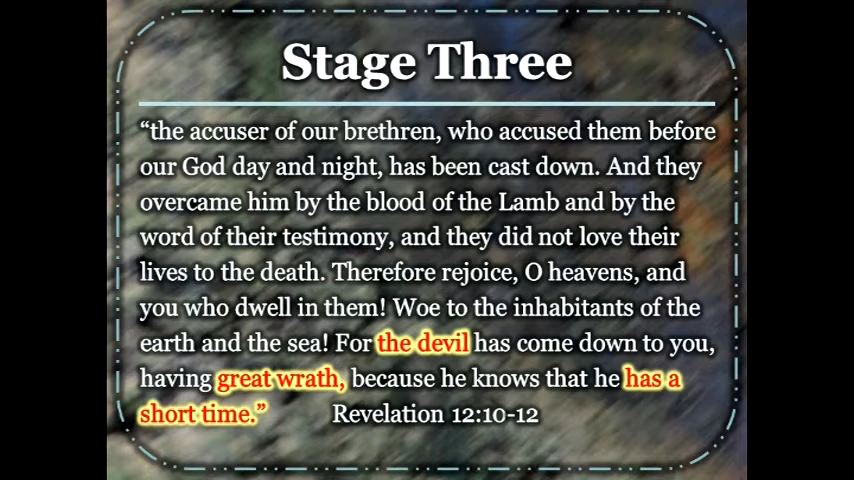 Stage Three
“the accuser of our brethren, who accused them before
our God day and night, has been cast down. And they
overcame him by the blood of the Lamb and by the
word of their testimony, and they did not love their
lives to the death. Therefore rejoice, O heavens, and
you who dwell in them! Woe to the inhabitants of the
earth and the sea! For the devil has come down to you,
having great wrath, because he knows that he has a
short time.” Revelation 12:10-12